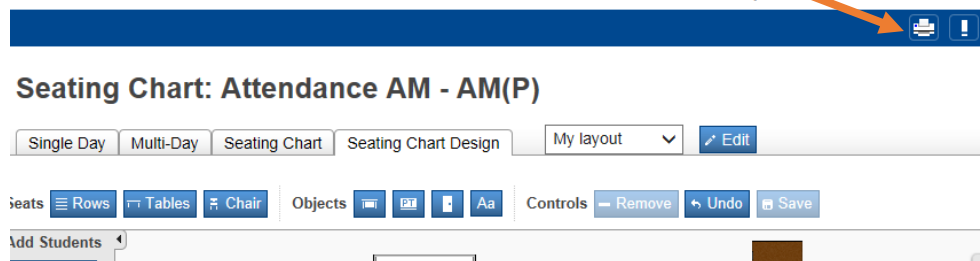 Seating Chart: Attendance AM - AM(P)
Single Day Multi-Day Seating Chart Seating Chart Design My layout Edit
Seats Rows Tables Chair Objects PT Aa Controls Remove Undo Save
Add Students